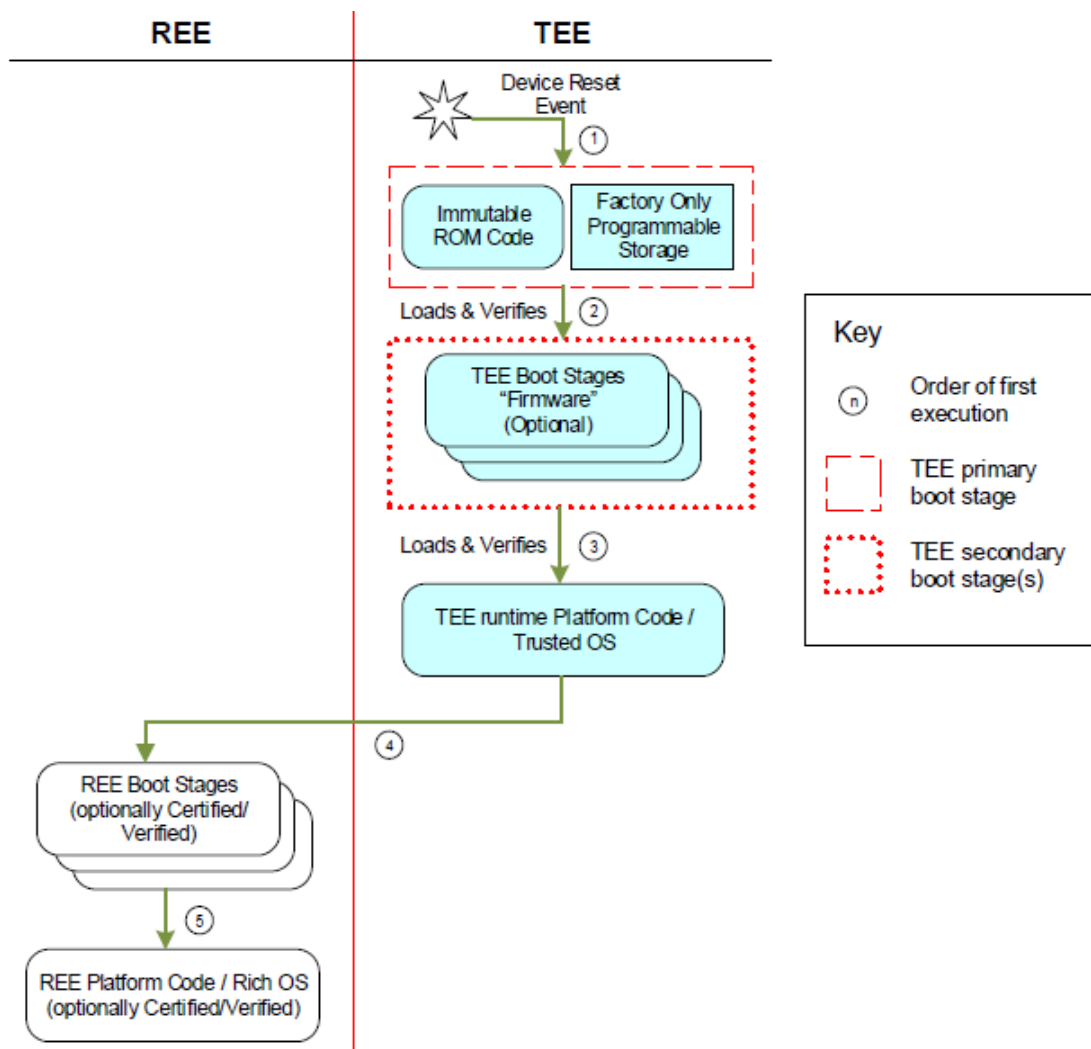 REE
TEE
Device Reset
Event
1
Immutable
ROM Code
Factory Only
Programmable
Storage
Loads & Verifies
2
TEE Boot Stages
“Firmware”
(Optional)
Loads & Verifies
3
TEE runtime Platform Code /
Trusted OS
4
REE Boot Stages
(optionally Certified/
Verified)
5
REE Platform Code / Rich OS
(optionally Certified/Verified)
Key
n
Order of first
execution
TEE primary
boot stage
TEE secondary
boot stage(s)